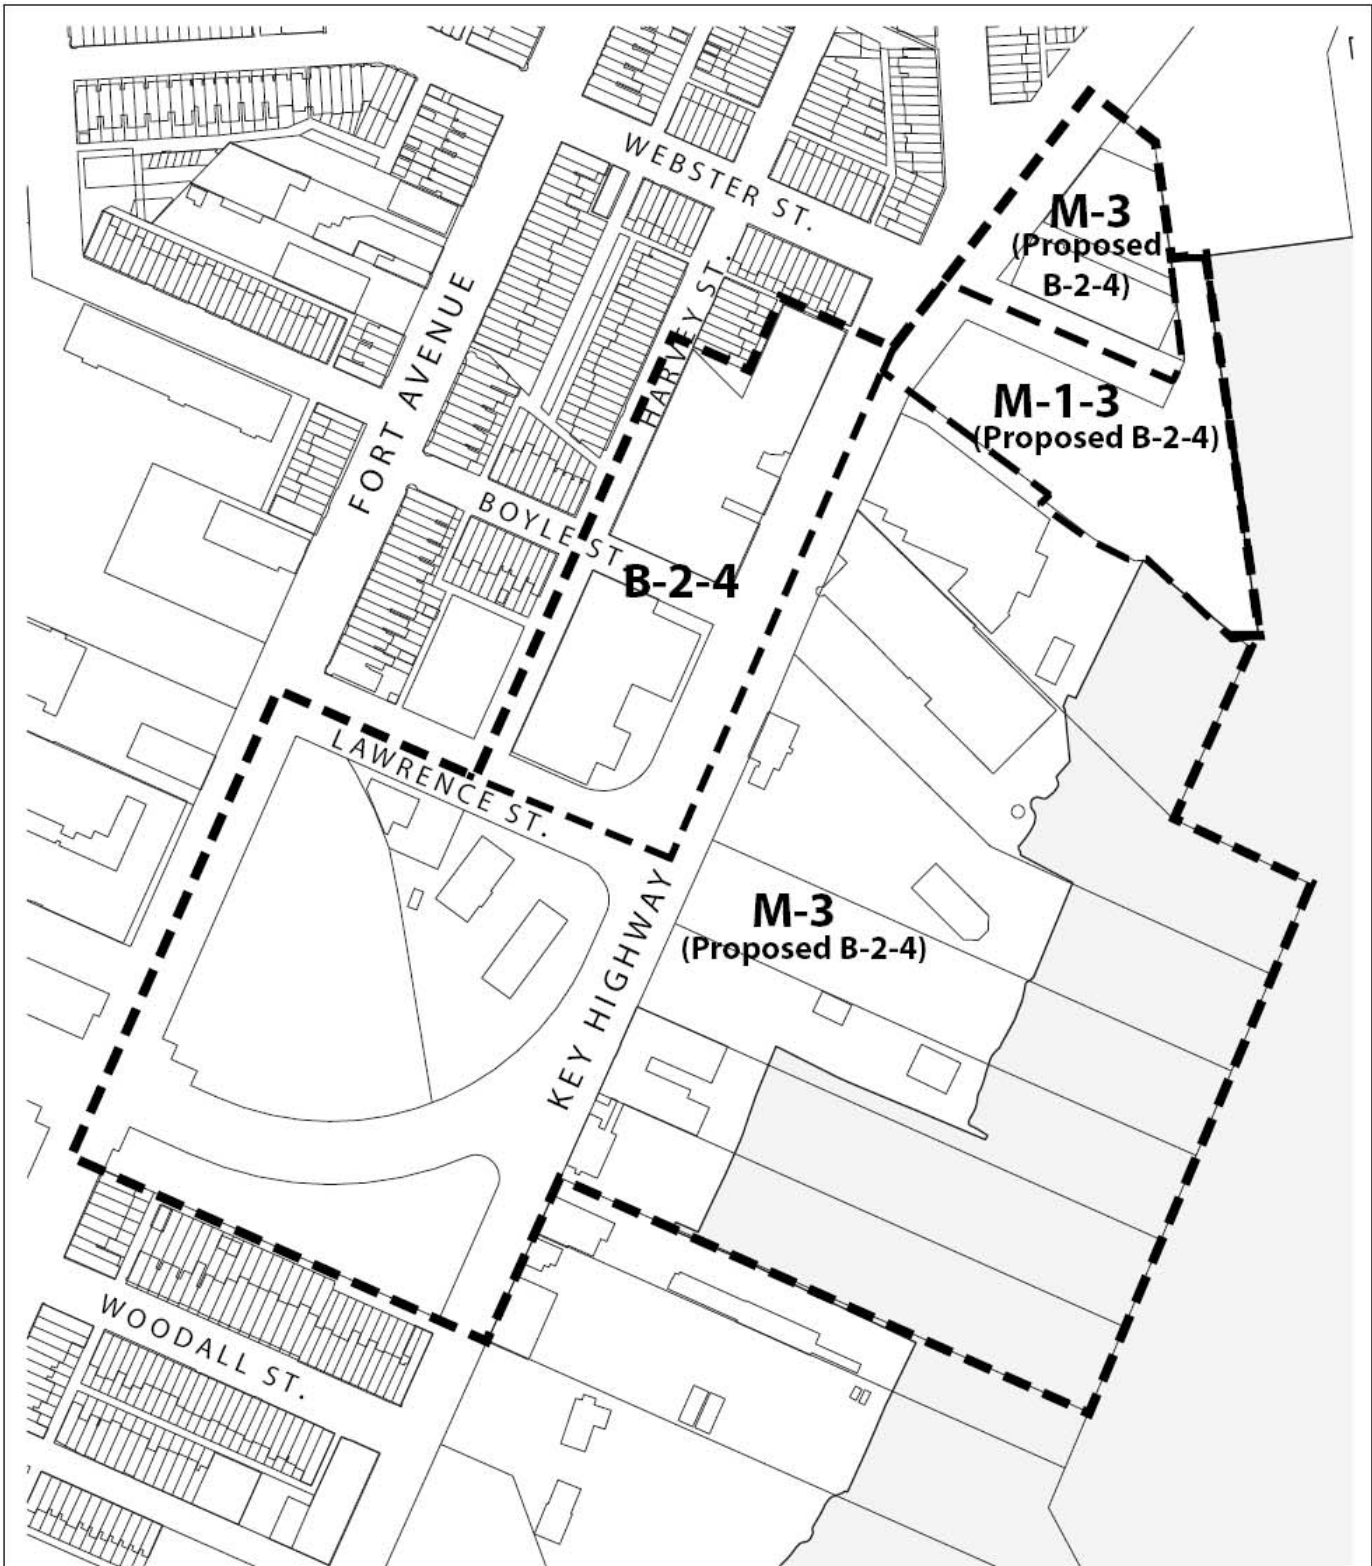 WEBSTER ST.
M-3
(Proposed
B-2-4)
HARVEY ST.
FORT AVENUE
M-1-3
(Proposed B-2-4)
BOYLE ST.
B-2-4
LAWRENCE ST.
M-3
(Proposed B-2-4)
KEY HIGHWAY
WOODALL ST.